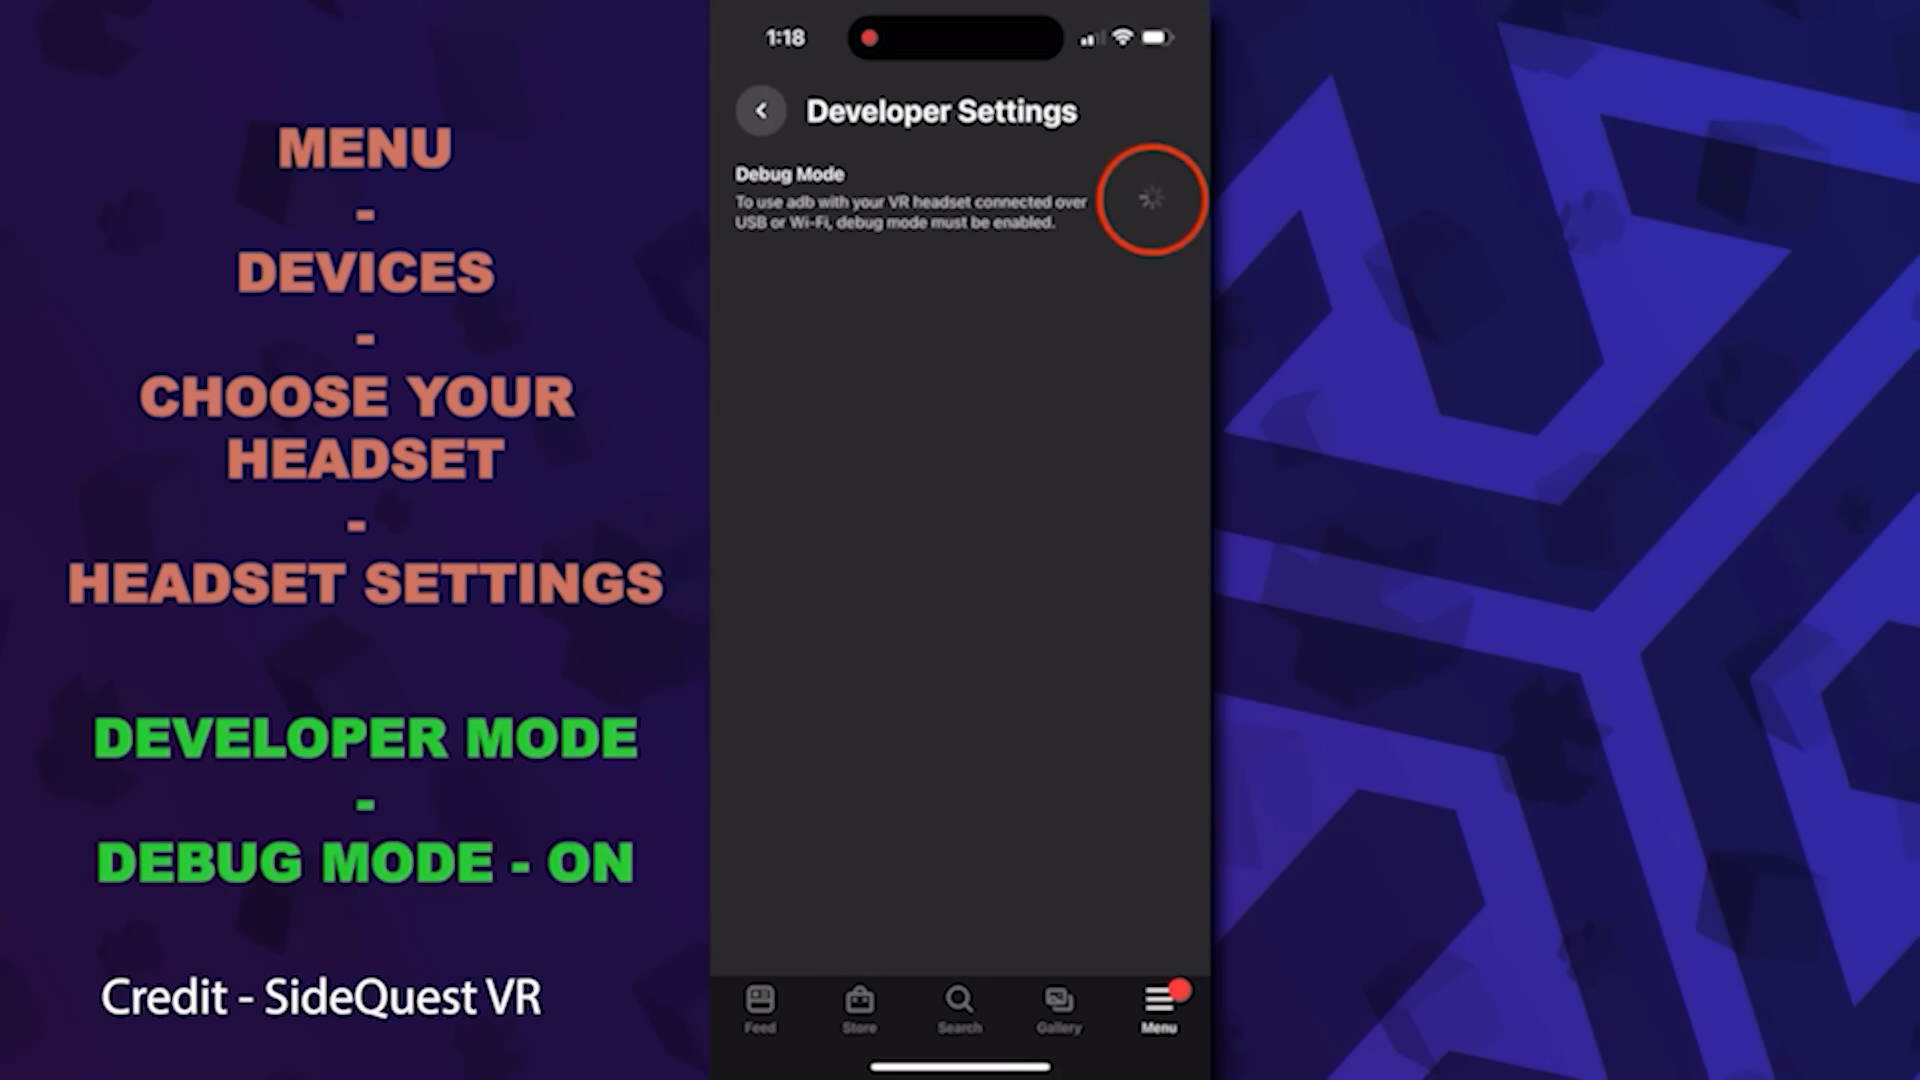 MENU
-
DEVICES
-
CHOOSE YOUR
HEADSET
-
HEADSET SETTINGS
DEVELOPER MODE
-
DEBUG MODE - ON
Credit - SideQuest VR
1:18
Developer Settings
Debug Mode
To use adb with your VR headset connected over
USB or Wi-Fi, debug mode must be enabled.
Feed
Store
Search
Gallery
Menu